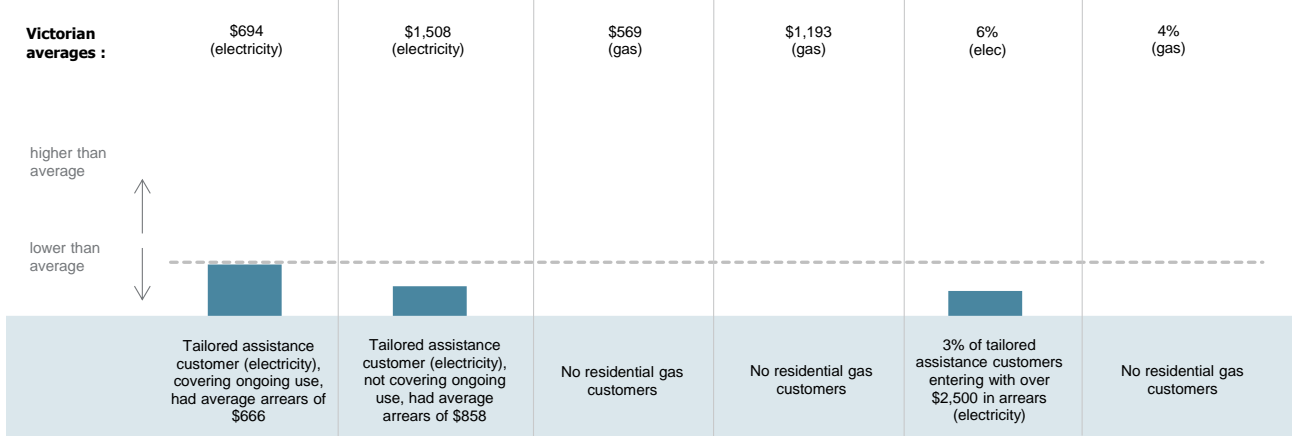 Victorian
averages :
$694
(electricity)
$1,508
(electricity)
$569
(gas)
$1,193
(gas)
6%
(elec)
4%
(gas)
higher than
average
lower than
average
Tailored assistance
customer (electricity),
covering ongoing use,
had average arrears of
$666
Tailored assistance
customer (electricity),
not covering ongoing
use, had average
arrears of $858
No residential gas
customers
No residential gas
customers
3% of tailored
assistance customers
entering with over
$2,500 in arrears
(electricity)
No residential gas
customers